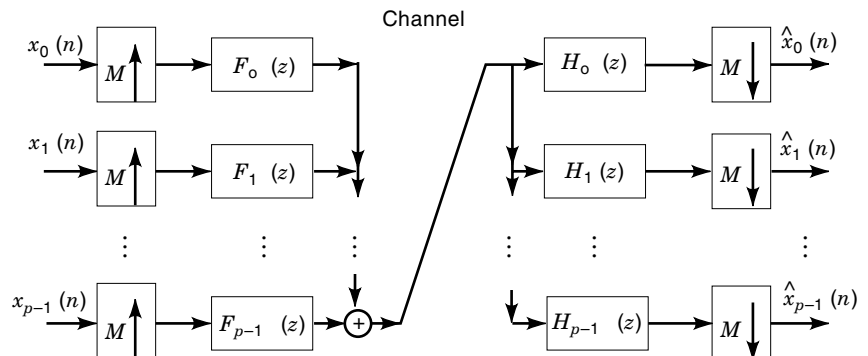 Channel
x₀ (n) M F₀ (z) H₀ (z) M x̂₀ (n)
x₁ (n) M F₁ (z) H₁ (z) M x̂₁ (n)
⋮ ⋮ ⋮ ⋮ ⋮ ⋮
xₚ₋₁ (n) M Fₚ₋₁ (z) + Hₚ₋₁ (z) M x̂ₚ₋₁ (n)